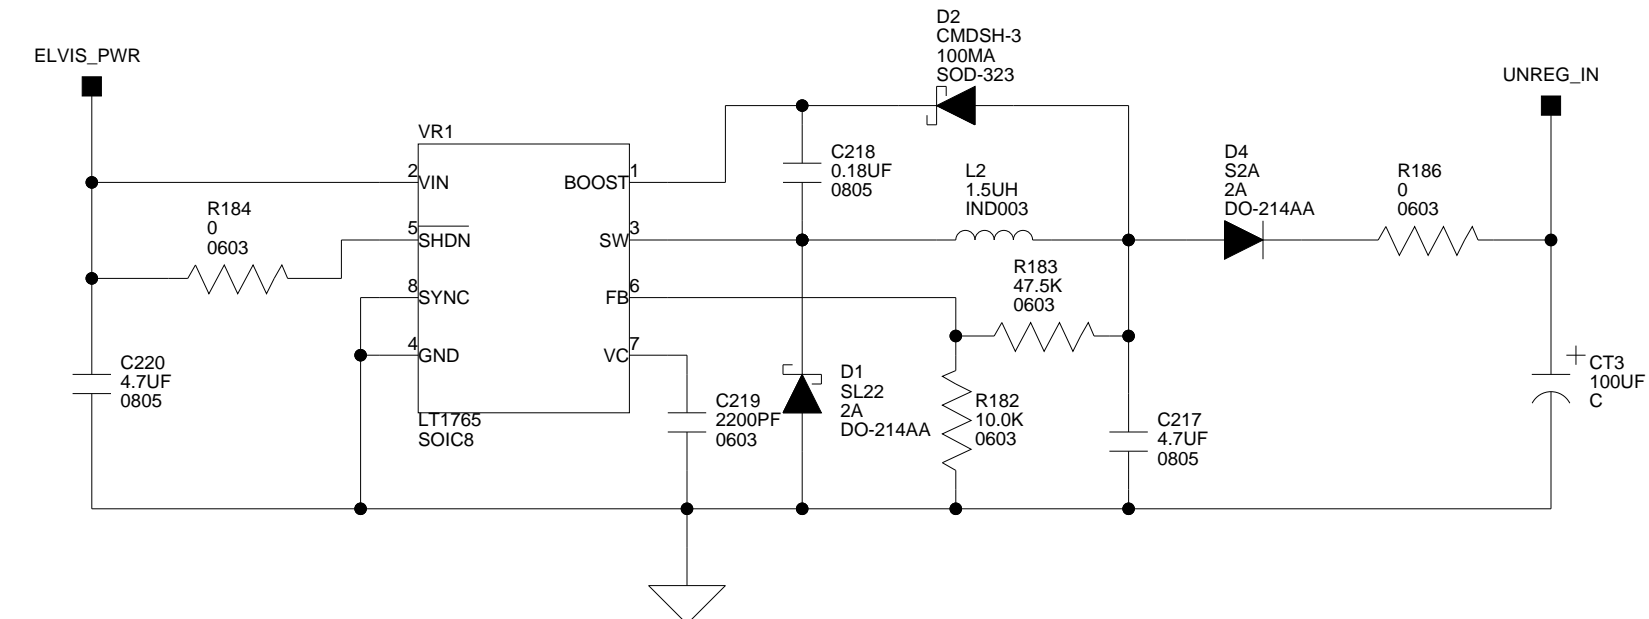 D2
CMDSH-3
100MA
SOD-323
ELVIS_PWR
UNREG_IN
VR1
2
VIN
BOOST
1
5
SHDN
SW
3
8
SYNC
FB
6
4
GND
VC
7
LT1765
SOIC8
R184
0
0603
C220
4.7UF
0805
C218
0.18UF
0805
L2
1.5UH
IND003
D4
S2A
2A
DO-214AA
R186
0
0603
R183
47.5K
0603
C219
2200PF
0603
D1
SL22
2A
DO-214AA
R182
10.0K
0603
C217
4.7UF
0805
+
CT3
100UF
C